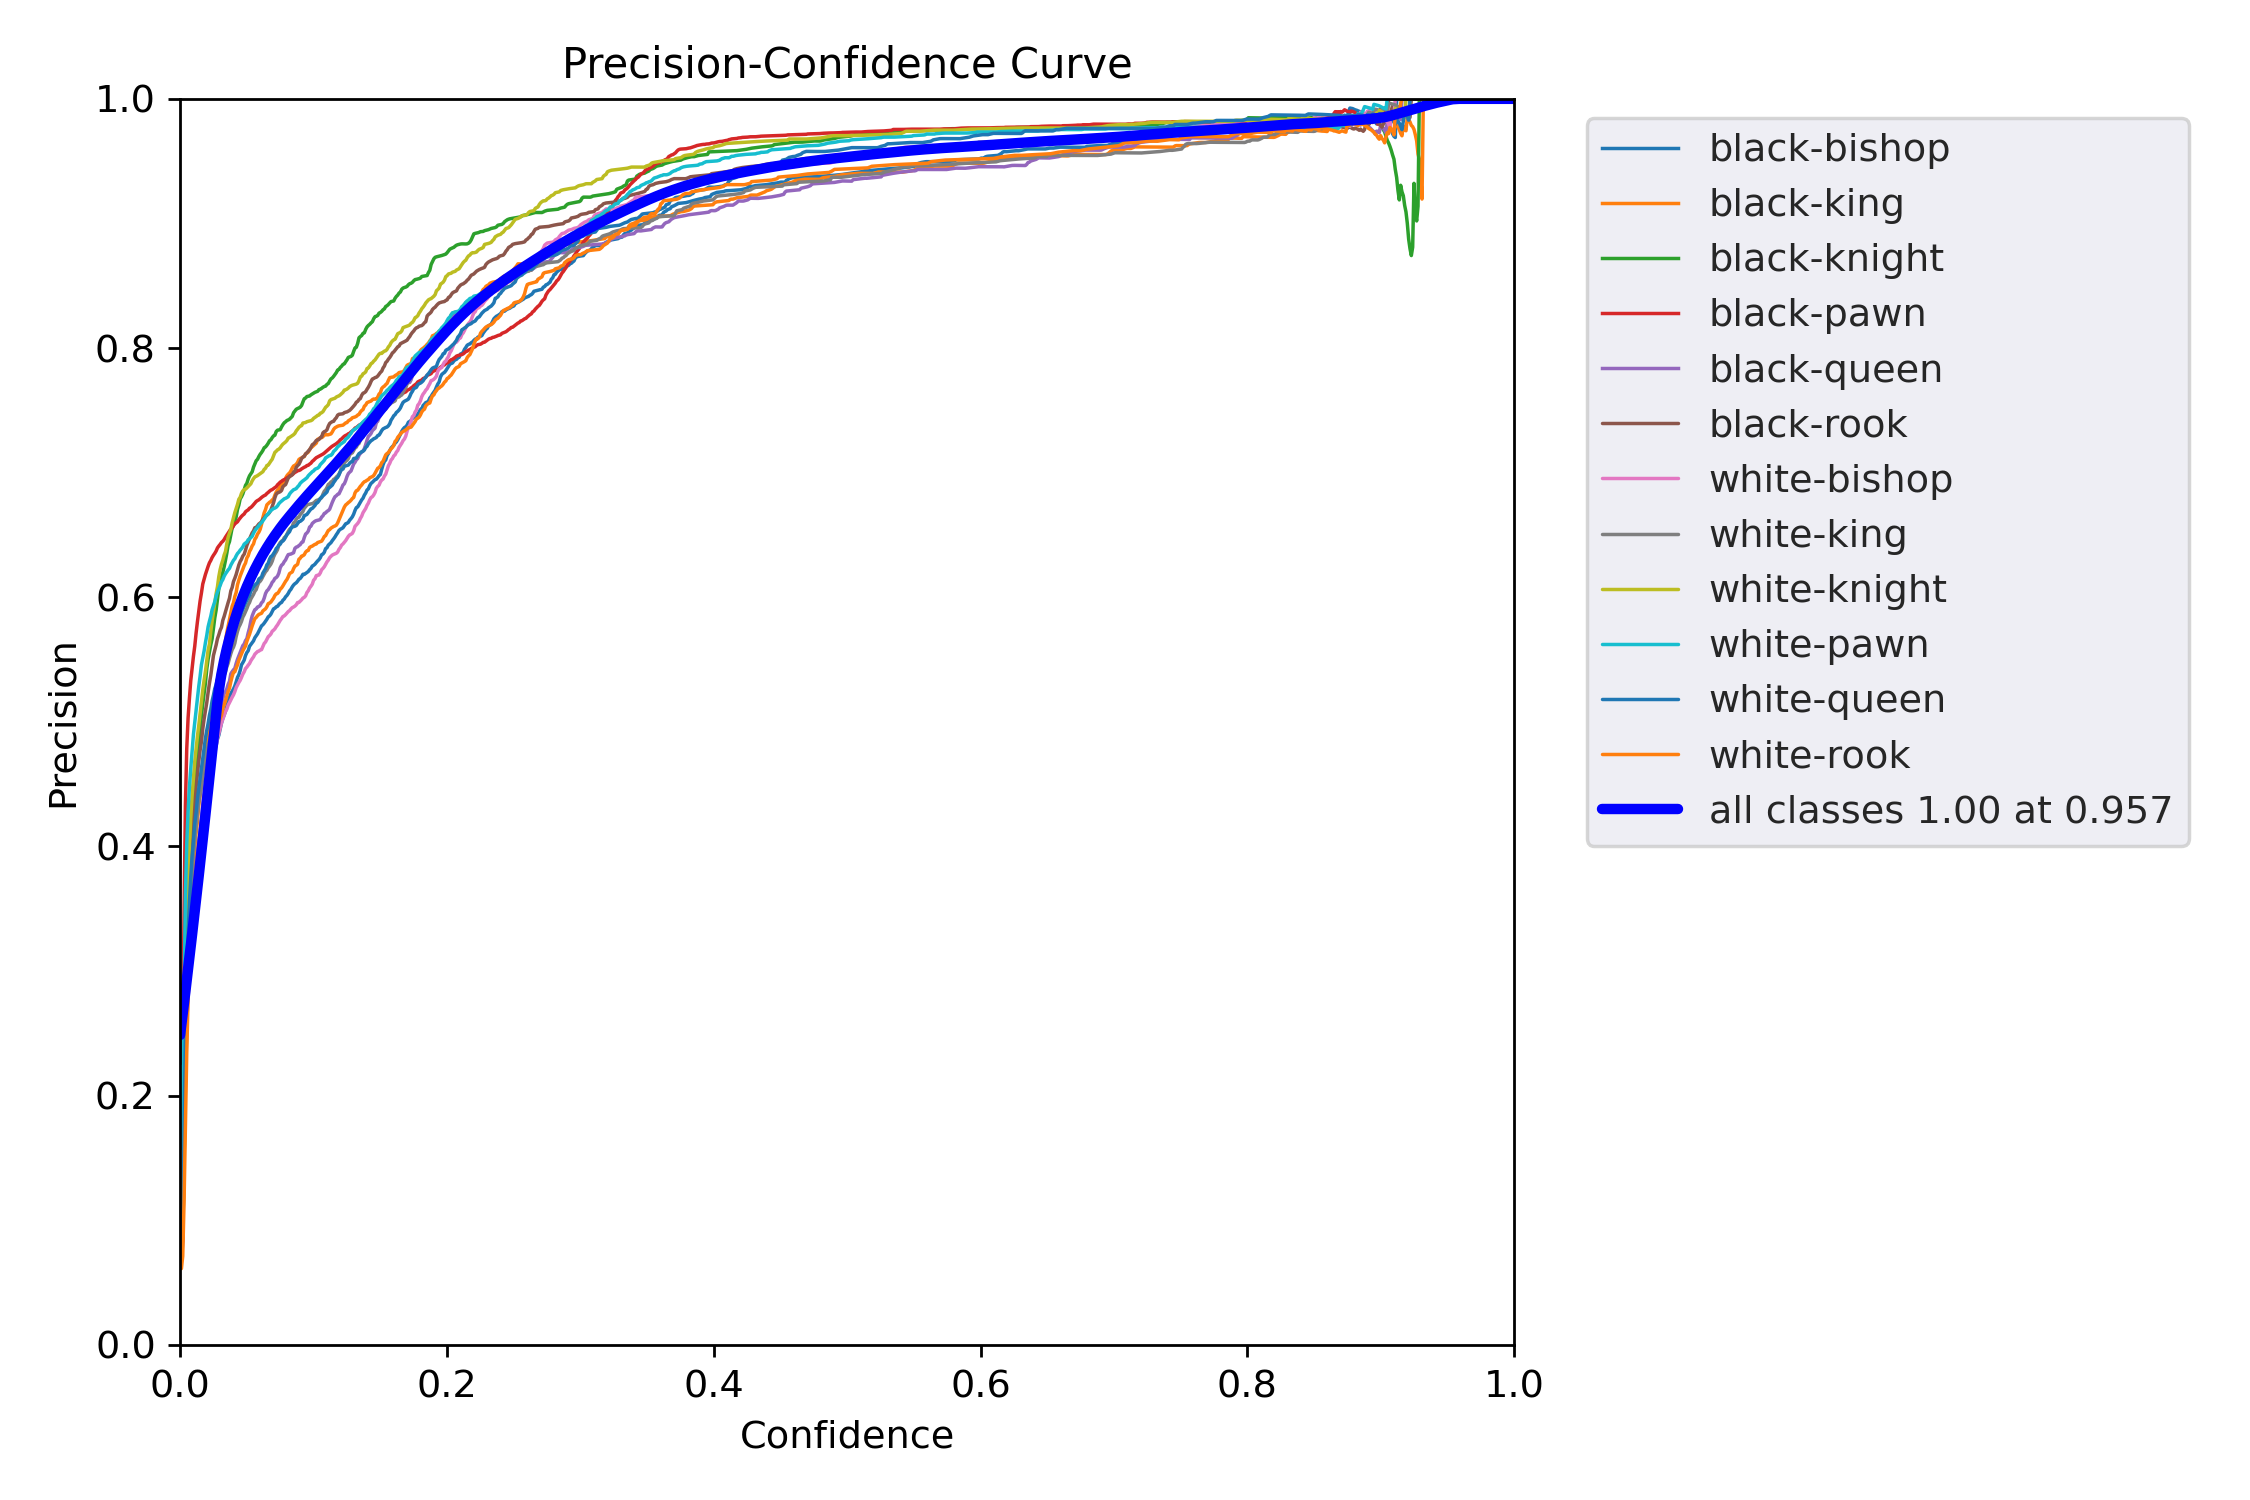 Precision-Confidence Curve
1.0
0.8
0.6
0.4
0.2
0.0
Precision
0.0 0.2 0.4 0.6 0.8 1.0
Confidence
black-bishop
black-king
black-knight
black-pawn
black-queen
black-rook
white-bishop
white-king
white-knight
white-pawn
white-queen
white-rook
all classes 1.00 at 0.957